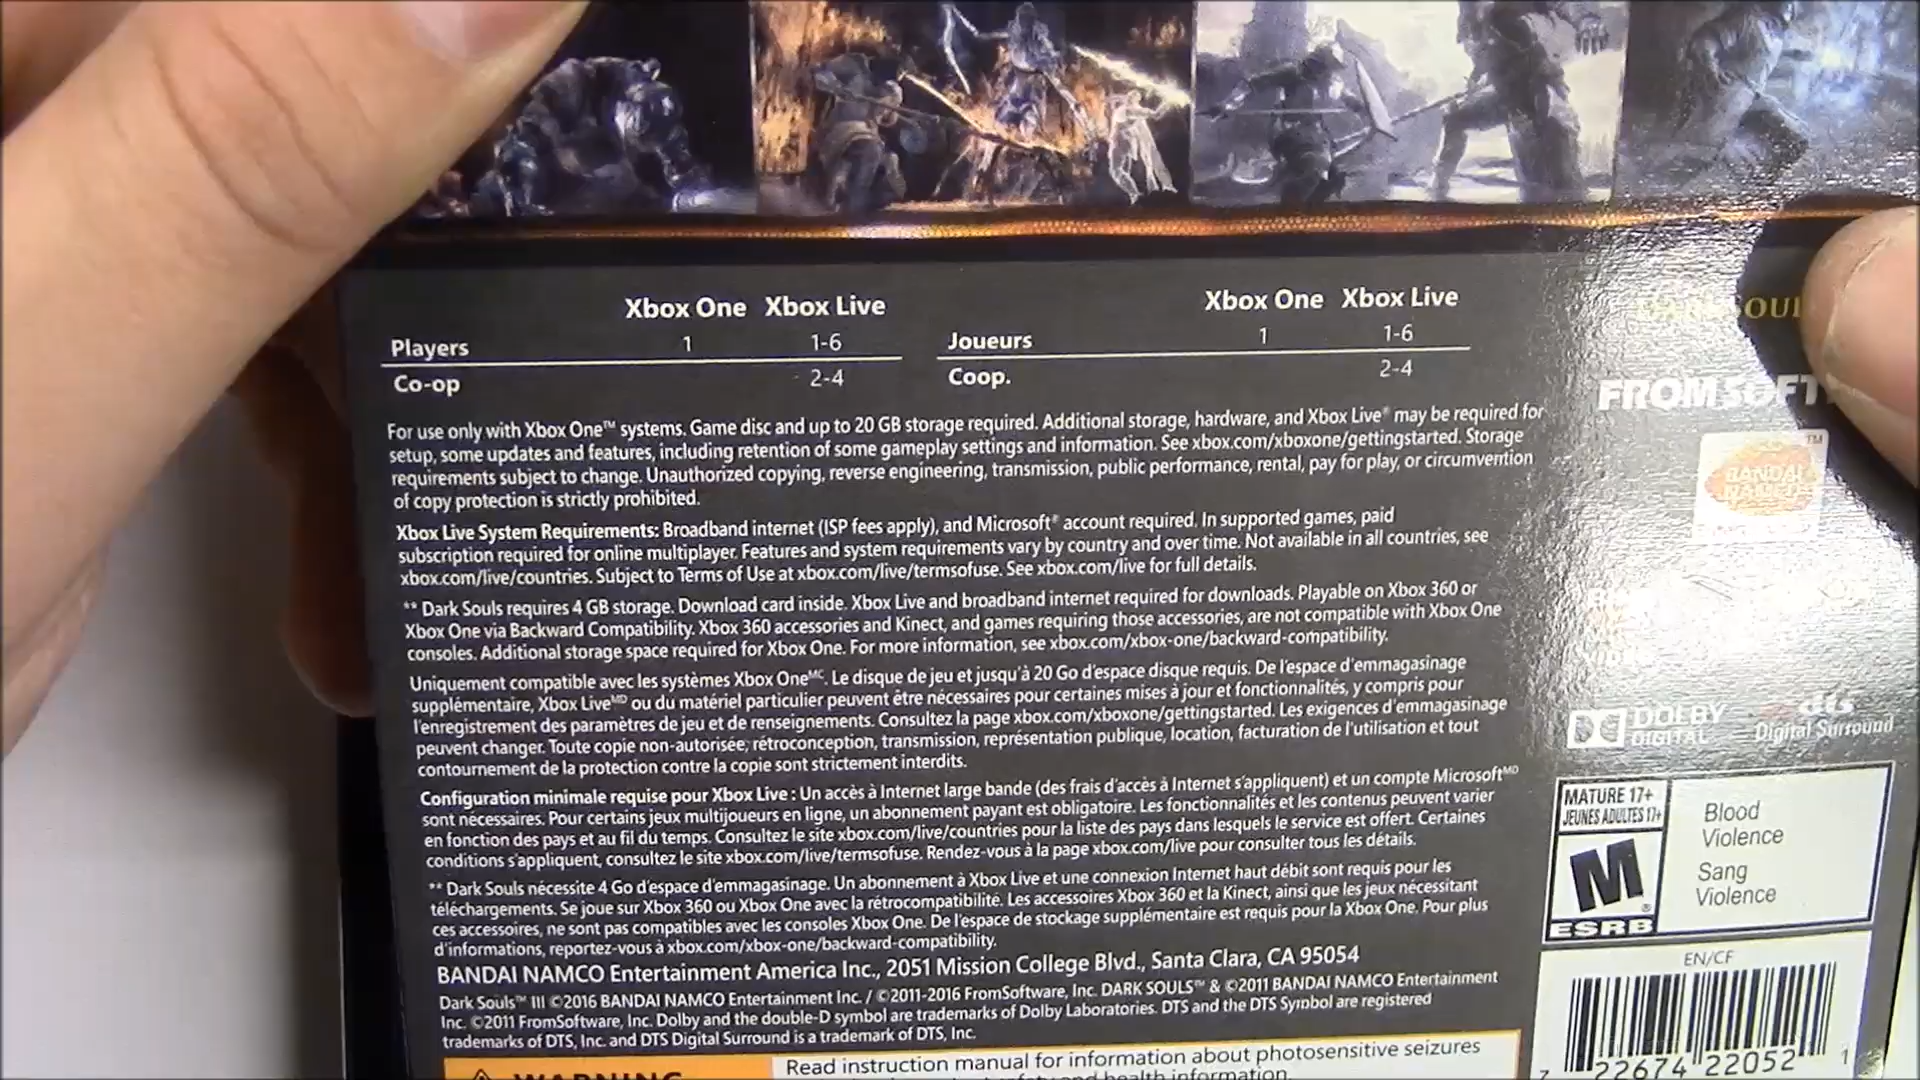 Xbox One Xbox Live
Players 1 1-6
Co-op 2-4
Xbox One Xbox Live
Joueurs 1 1-6
Coop. 2-4
For use only with Xbox One™ systems. Game disc and up to 20 GB storage required. Additional storage, hardware, and Xbox Live® may be required for
setup, some updates and features, including retention of some gameplay settings and information. See xbox.com/xboxone/gettingstarted. Storage
requirements subject to change. Unauthorized copying, reverse engineering, transmission, public performance, rental, pay for play, or circumvention
of copy protection is strictly prohibited.
Xbox Live System Requirements: Broadband internet (ISP fees apply), and Microsoft® account required. In supported games, paid
subscription required for online multiplayer. Features and system requirements vary by country and over time. Not available in all countries, see
xbox.com/live/countries. Subject to Terms of Use at xbox.com/live/termsofuse. See xbox.com/live for full details.
** Dark Souls requires 4 GB storage. Download card inside. Xbox Live and broadband internet required for downloads. Playable on Xbox 360 or
Xbox One via Backward Compatibility. Xbox 360 accessories and Kinect, and games requiring those accessories, are not compatible with Xbox One
consoles. Additional storage space required for Xbox One. For more information, see xbox.com/xbox-one/backward-compatibility.
Uniquement compatible avec les systèmes Xbox Oneᴹᶜ. Le disque de jeu et jusqu'à 20 Go d'espace disque requis. De l'espace d'emmagasinage
supplémentaire, Xbox Liveᴹᴰ ou du matériel particulier peuvent être nécessaires pour certaines mises à jour et fonctionnalités, y compris pour
l'enregistrement des paramètres de jeu et de renseignements. Consultez la page xbox.com/xboxone/gettingstarted. Les exigences d'emmagasinage
peuvent changer. Toute copie non-autorisée, rétroconception, transmission, représentation publique, location, facturation de l'utilisation et tout
contournement de la protection contre la copie sont strictement interdits.
Configuration minimale requise pour Xbox Live : Un accès à Internet large bande (des frais d'accès à Internet s'appliquent) et un compte Microsoftᴹᴰ
sont nécessaires. Pour certains jeux multijoueurs en ligne, un abonnement payant est obligatoire. Les fonctionnalités et les contenus peuvent varier
en fonction des pays et au fil du temps. Consultez le site xbox.com/live/countries pour la liste des pays dans lesquels le service est offert. Certaines
conditions s'appliquent, consultez le site xbox.com/live/termsofuse. Rendez-vous à la page xbox.com/live pour consulter tous les détails.
** Dark Souls nécessite 4 Go d'espace d'emmagasinage. Un abonnement à Xbox Live et une connexion Internet haut débit sont requis pour les
téléchargements. Se joue sur Xbox 360 ou Xbox One avec la rétrocompatibilité. Les accessoires Xbox 360 et la Kinect, ainsi que les jeux nécessitant
ces accessoires, ne sont pas compatibles avec les consoles Xbox One. De l'espace de stockage supplémentaire est requis pour la Xbox One. Pour plus
d'informations, reportez-vous à xbox.com/xbox-one/backward-compatibility.
BANDAI NAMCO Entertainment America Inc., 2051 Mission College Blvd., Santa Clara, CA 95054
Dark Souls™ III ©2016 BANDAI NAMCO Entertainment Inc. / ©2011-2016 FromSoftware, Inc. DARK SOULS™ & ©2011 BANDAI NAMCO Entertainment
Inc. ©2011 FromSoftware, Inc. Dolby and the double-D symbol are trademarks of Dolby Laboratories. DTS and the DTS Symbol are registered
trademarks of DTS, Inc. and DTS Digital Surround is a trademark of DTS, Inc.
WARNING
Read instruction manual for information about photosensitive seizures
and health information.
FROMSOFT
BANDAI
NAMCO
DOLBY
DIGITAL
dts
Digital Surround
MATURE 17+
JEUNES ADULTES 17+
M
ESRB
Blood
Violence
Sang
Violence
EN/CF
7 22674 22052 1